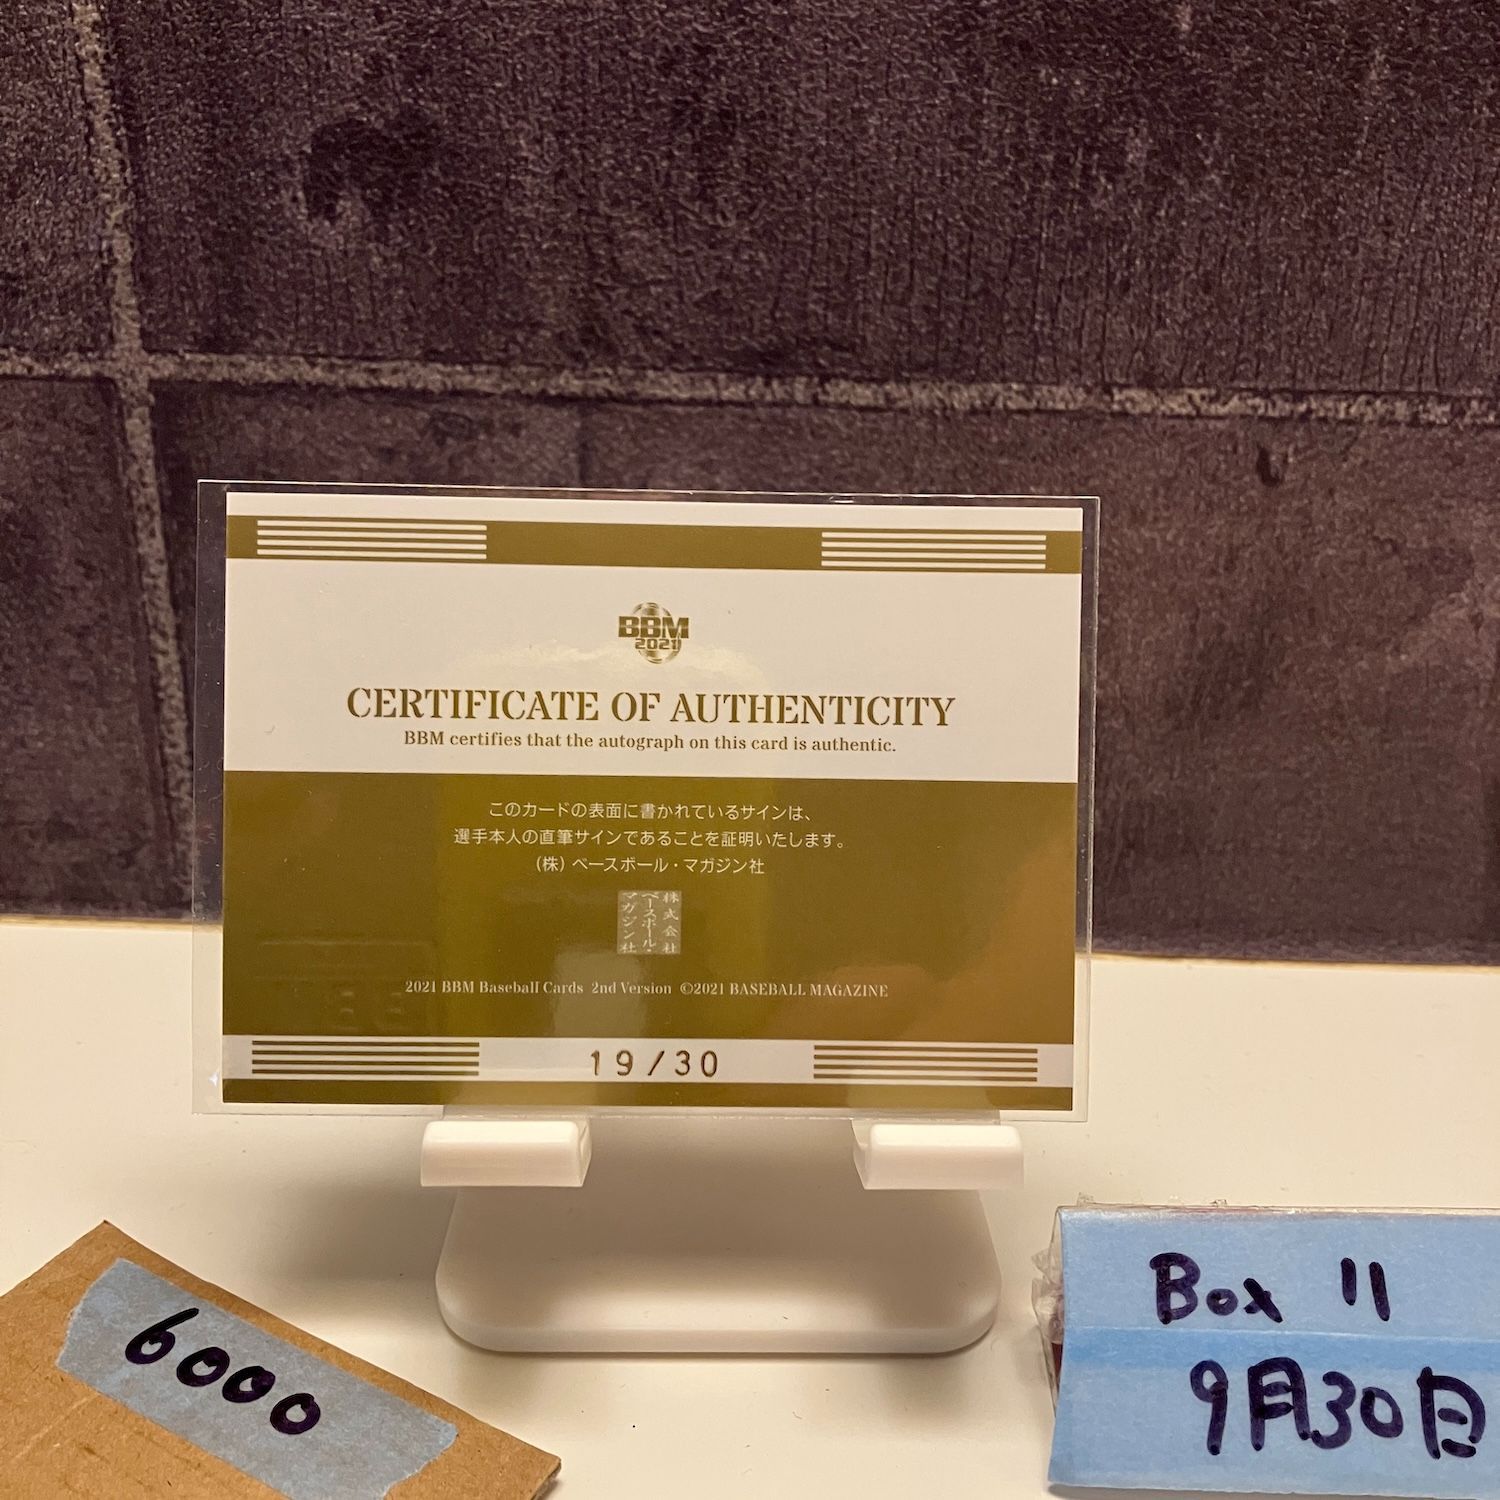 BBM
2021
CERTIFICATE OF AUTHENTICITY
BBM certifies that the autograph on this card is authentic.
このカードの表面に書かれているサインは、
選手本人の直筆サインであることを証明いたします。
(株) ベースボール・マガジン社
株式会社
ベースボール・
マガジン社
2021 BBM Baseball Cards 2nd Version ©2021 BASEBALL MAGAZINE
19/30
6000
Box 11
9月30日